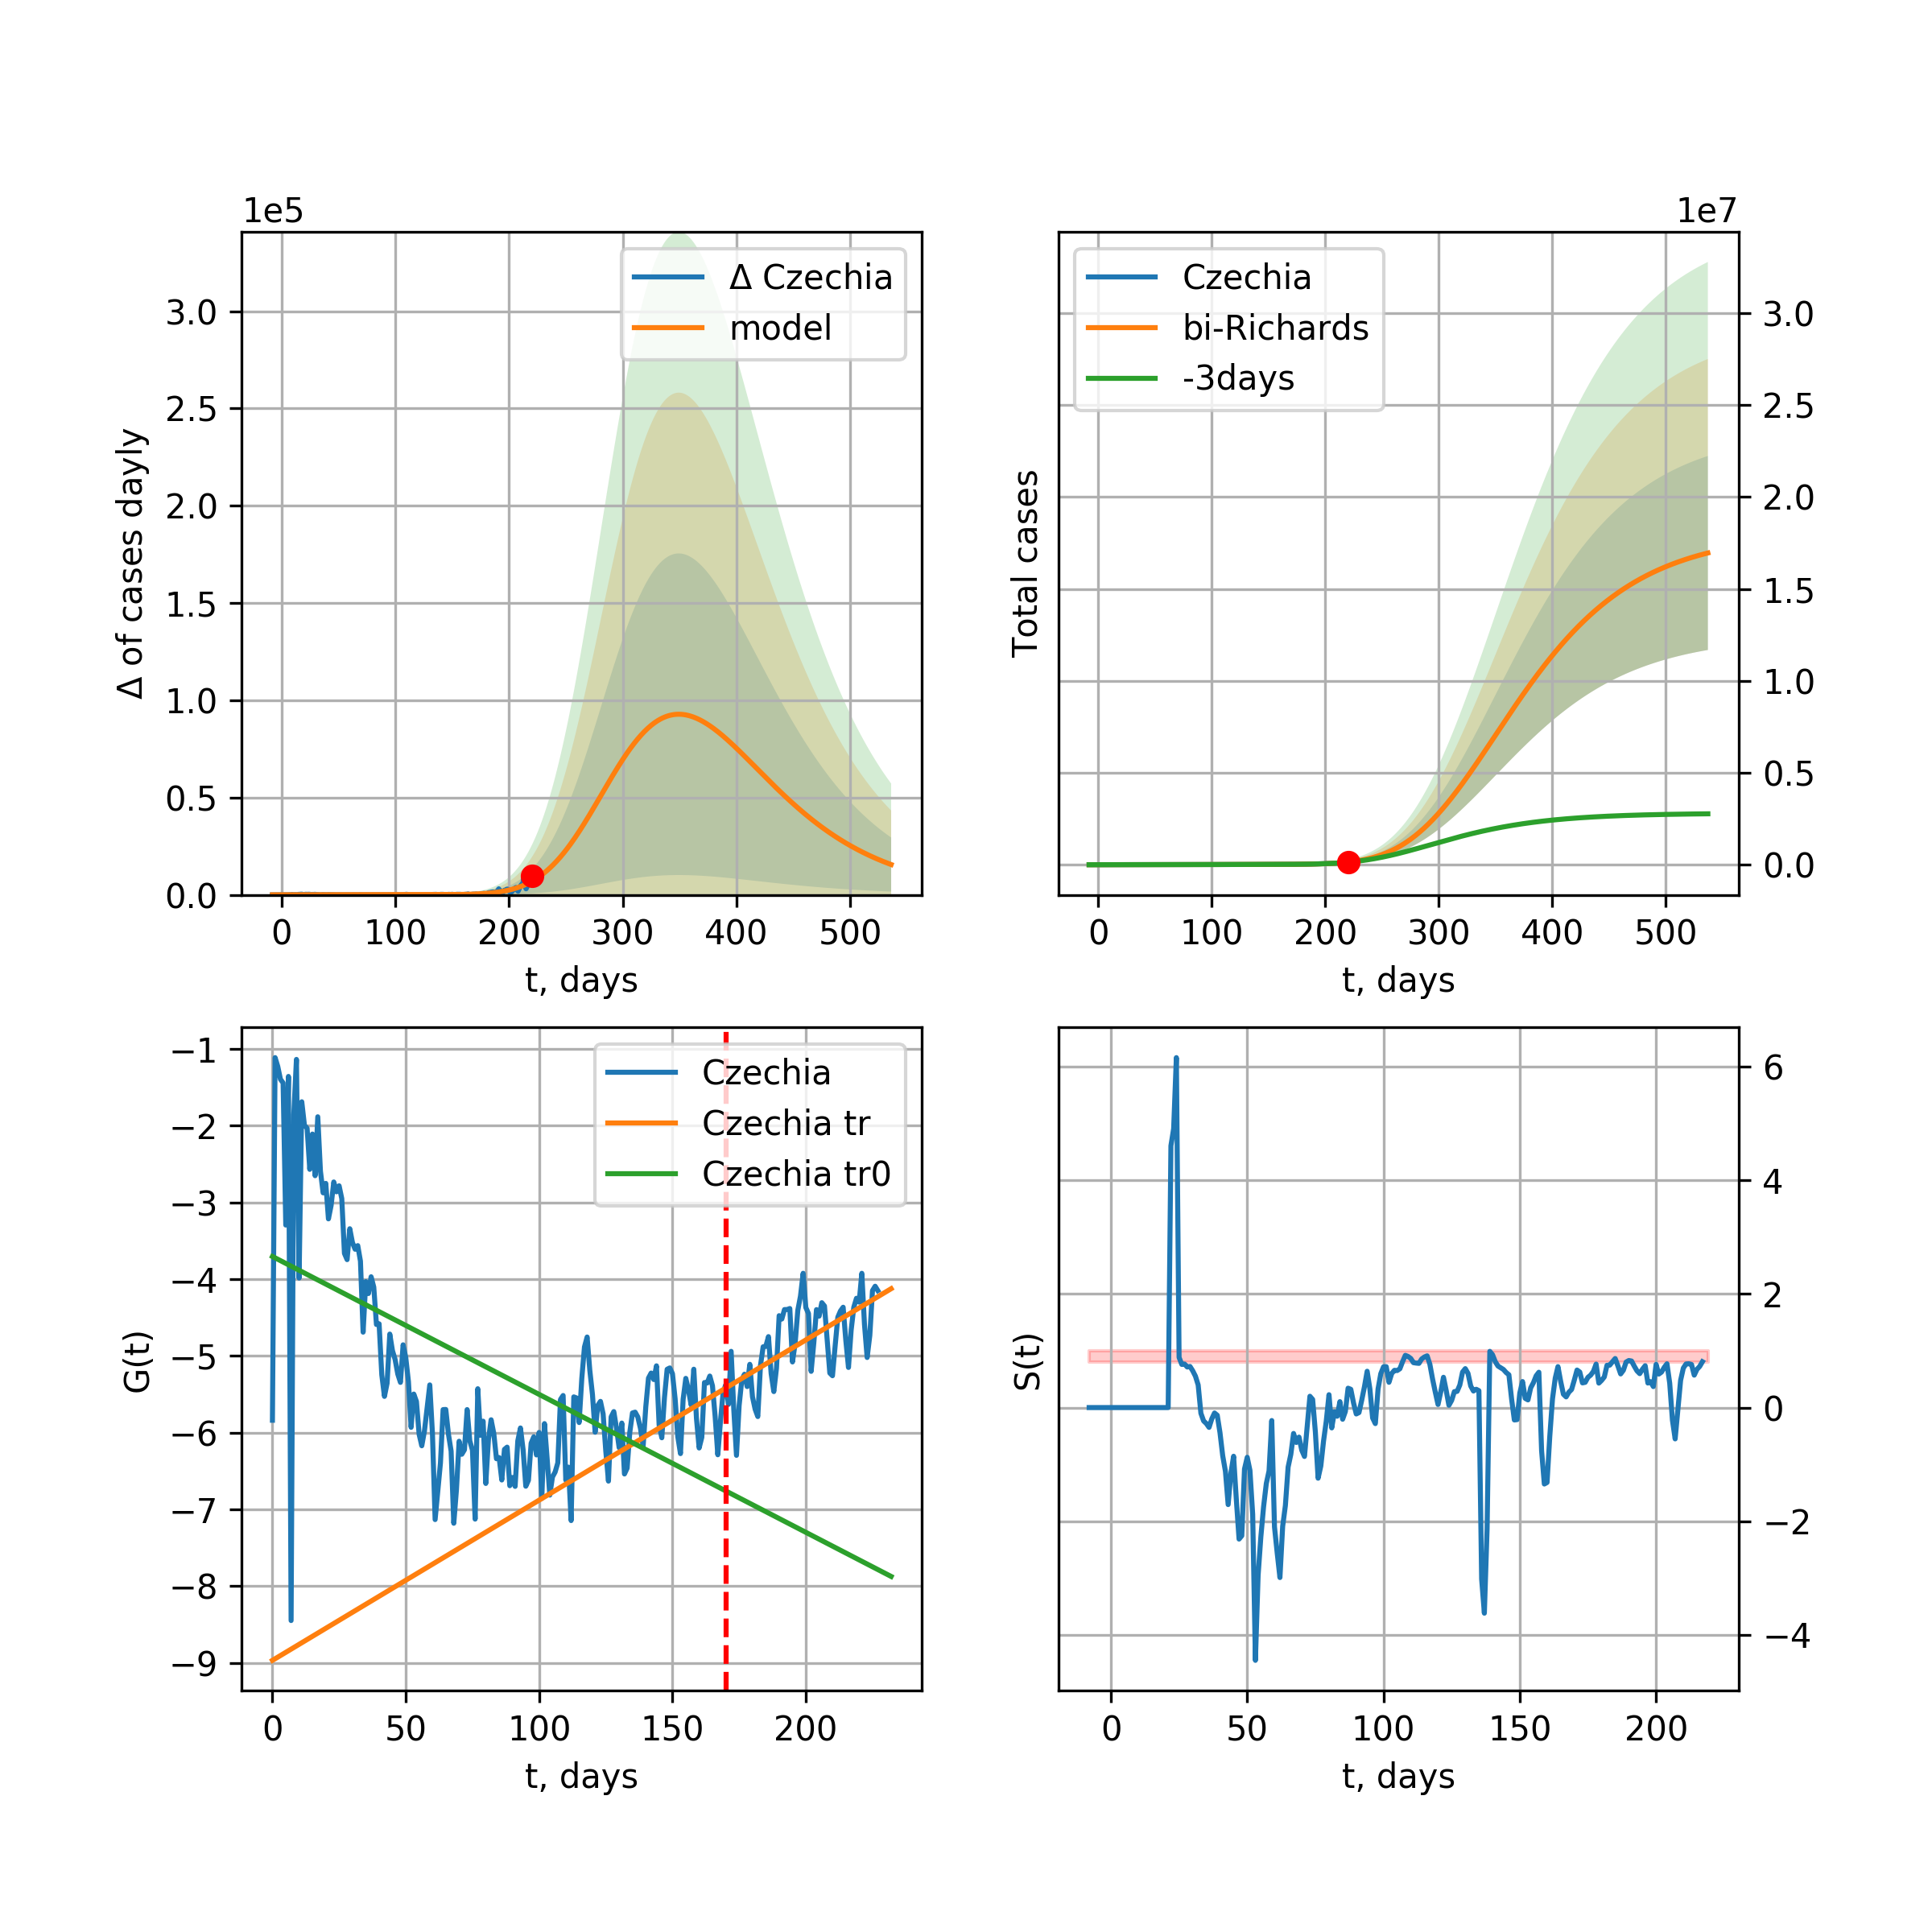 1e5
Δ of cases dayly
3.0
2.5
2.0
1.5
1.0
0.5
0.0
0 100 200 300 400 500
t, days
Δ Czechia
model
1e7
Total cases
3.0
2.5
2.0
1.5
1.0
0.5
0.0
0 100 200 300 400 500
t, days
Czechia
bi-Richards
-3days
G(t)
−1
−2
−3
−4
−5
−6
−7
−8
−9
0 50 100 150 200
t, days
Czechia
Czechia tr
Czechia tr0
S(t)
6
4
2
0
−2
−4
0 50 100 150 200
t, days